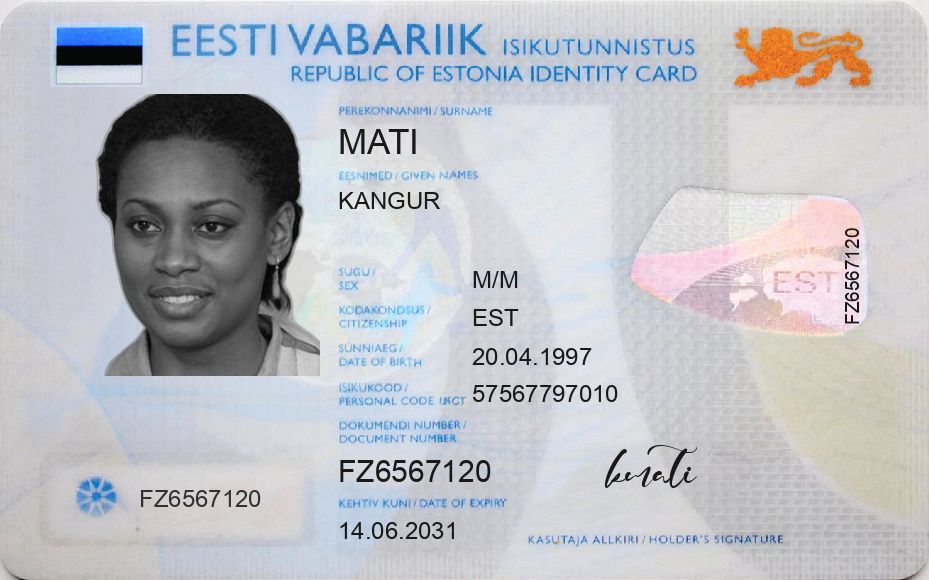 EESTI VABARIIK ISIKUTUNNISTUS
REPUBLIC OF ESTONIA IDENTITY CARD
PEREKONNANIMI / SURNAME
MATI
EESNIMED / GIVEN NAMES
KANGUR
SUGU /
SEX
M/M
KODAKONDSUS /
CITIZENSHIP
EST
SÜNNIAEG /
DATE OF BIRTH
20.04.1997
ISIKUKOOD /
PERSONAL CODE
57567797010
DOKUMENDI NUMBER /
DOCUMENT NUMBER
FZ6567120
KEHTIV KUNI / DATE OF EXPIRY
14.06.2031
FZ6567120
EST
FZ6567120
KASUTAJA ALLKIRI / HOLDER'S SIGNATURE